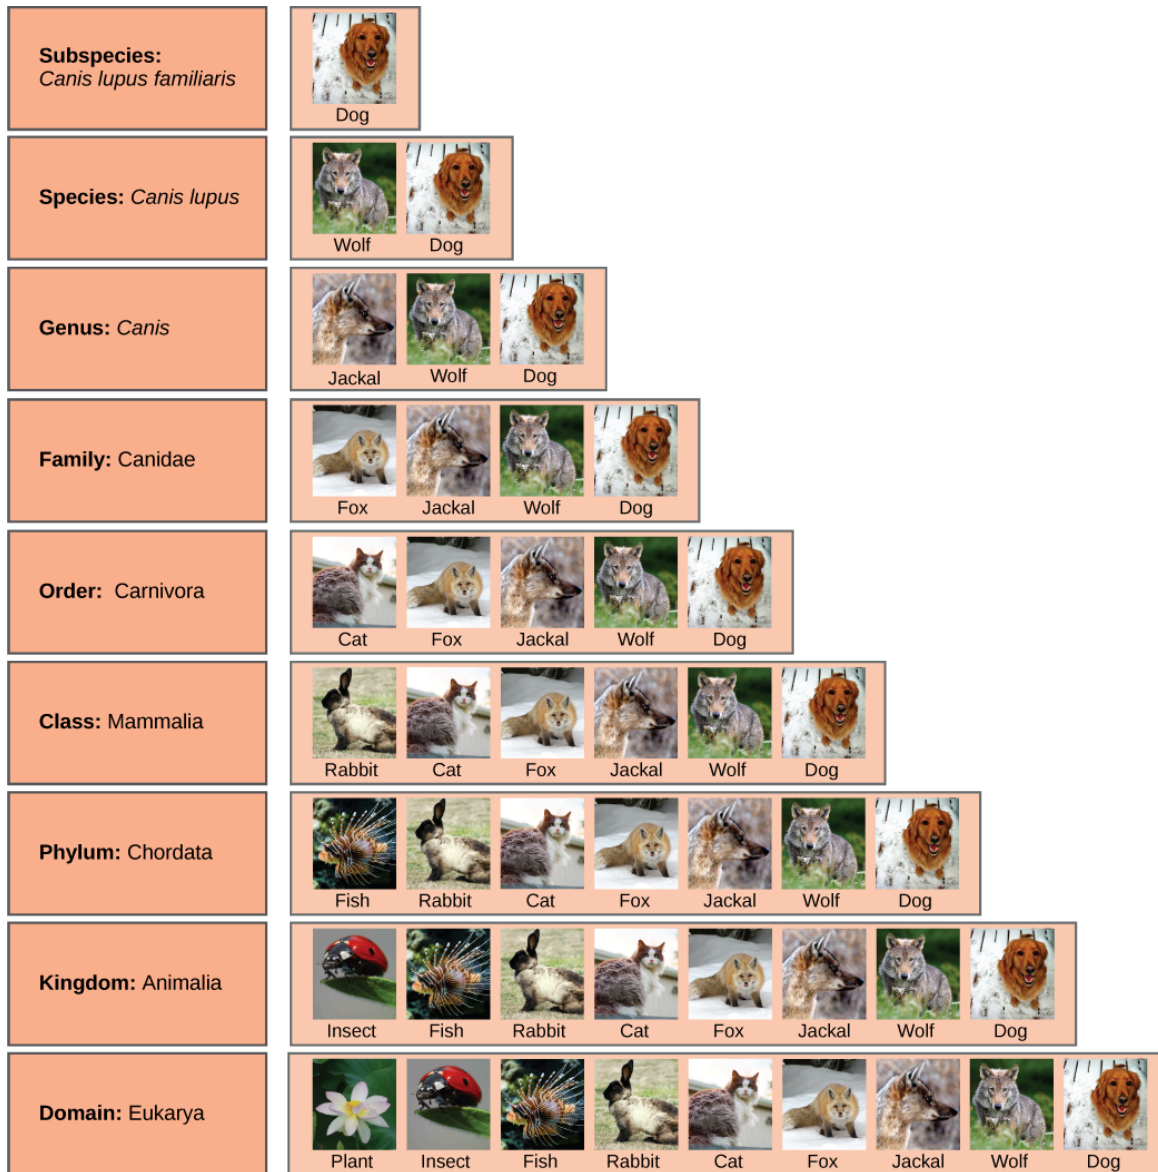 Subspecies:
Canis lupus familiaris
Dog
Species: Canis lupus
Wolf Dog
Genus: Canis
Jackal Wolf Dog
Family: Canidae
Fox Jackal Wolf Dog
Order: Carnivora
Cat Fox Jackal Wolf Dog
Class: Mammalia
Rabbit Cat Fox Jackal Wolf Dog
Phylum: Chordata
Fish Rabbit Cat Fox Jackal Wolf Dog
Kingdom: Animalia
Insect Fish Rabbit Cat Fox Jackal Wolf Dog
Domain: Eukarya
Plant Insect Fish Rabbit Cat Fox Jackal Wolf Dog